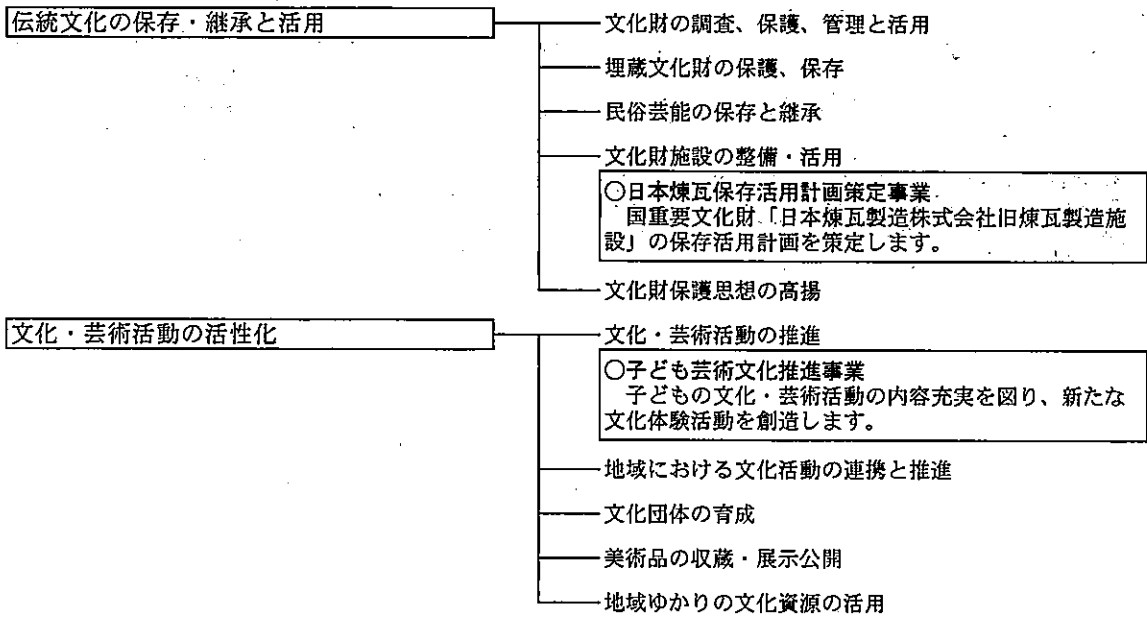 伝統文化の保存・継承と活用
文化財の調査、保護、管理と活用
埋蔵文化財の保護、保存
民俗芸能の保存と継承
文化財施設の整備・活用
○日本煉瓦保存活用計画策定事業
国重要文化財「日本煉瓦製造株式会社旧煉瓦製造施
設」の保存活用計画を策定します。
文化財保護思想の高揚
文化・芸術活動の活性化
文化・芸術活動の推進
○子ども芸術文化推進事業
子どもの文化・芸術活動の内容充実を図り、新たな
文化体験活動を創造します。
地域における文化活動の連携と推進
文化団体の育成
美術品の収蔵・展示公開
地域ゆかりの文化資源の活用